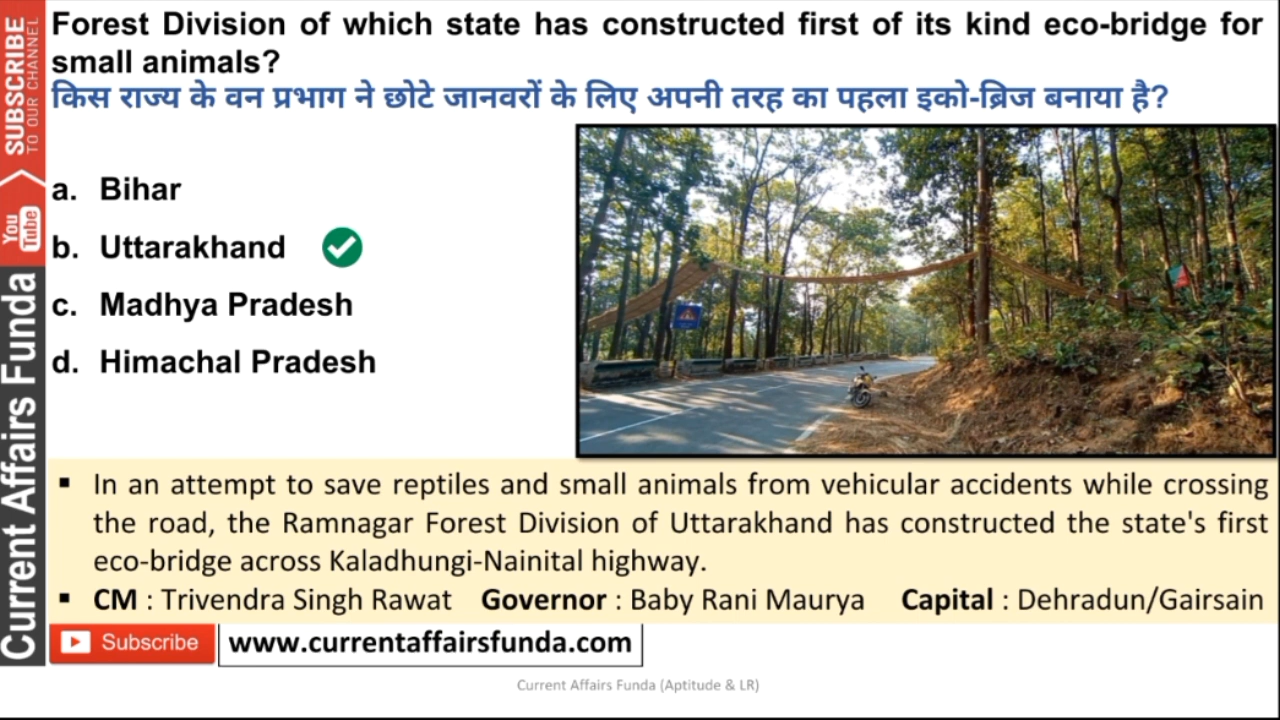 Forest Division of which state has constructed first of its kind eco-bridge for
small animals?
किस राज्य के वन प्रभाग ने छोटे जानवरों के लिए अपनी तरह का पहला इको-ब्रिज बनाया है?
a. Bihar
b. Uttarakhand
c. Madhya Pradesh
d. Himachal Pradesh
▪ In an attempt to save reptiles and small animals from vehicular accidents while crossing
the road, the Ramnagar Forest Division of Uttarakhand has constructed the state's first
eco-bridge across Kaladhungi-Nainital highway.
▪ CM : Trivendra Singh Rawat Governor : Baby Rani Maurya Capital : Dehradun/Gairsain
Subscribe www.currentaffairsfunda.com
Current Affairs Funda (Aptitude & LR)
SUBSCRIBE
TO OUR CHANNEL
You
Tube
Current Affairs Funda